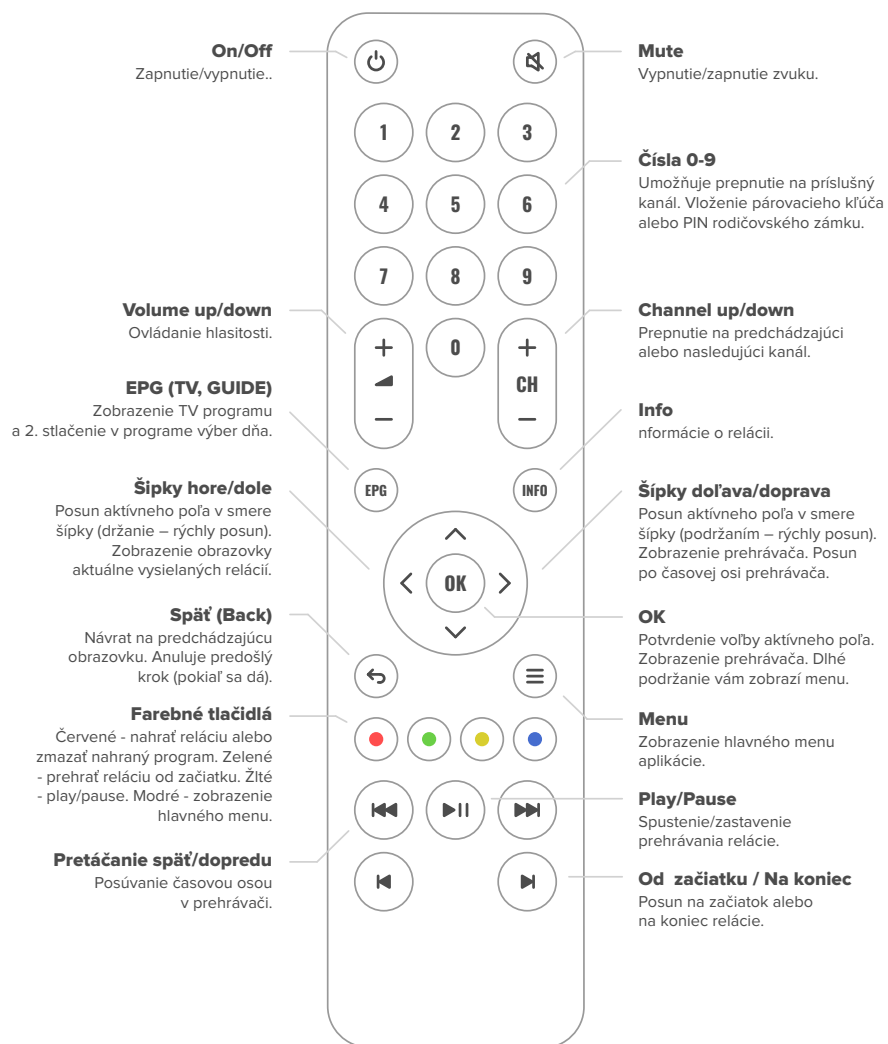 On/Off
Zapnutie/vypnutie..
Volume up/down
Ovládanie hlasitosti.
EPG (TV, GUIDE)
Zobrazenie TV programu
a 2. stlačenie v programe výber dňa.
Šipky hore/dole
Posun aktívneho poľa v smere
šípky (držanie – rýchly posun).
Zobrazenie obrazovky
aktuálne vysielaných relácií.
Späť (Back)
Návrat na predchádzajúcu
obrazovku. Anuluje predošlý
krok (pokiaľ sa dá).
Farebné tlačidlá
Červené - nahrať reláciu alebo
zmazať nahraný program. Zelené
- prehrať reláciu od začiatku. Žlté
- play/pause. Modré - zobrazenie
hlavného menu.
Pretáčanie späť/dopredu
Posúvanie časovou osou
v prehrávači.
1 2 3
4 5 6
7 8 9
0
CH
EPG INFO
OK
Mute
Vypnutie/zapnutie zvuku.
Čísla 0-9
Umožňuje prepnutie na príslušný
kanál. Vloženie párovacieho kľúča
alebo PIN rodičovského zámku.
Channel up/down
Prepnutie na predchádzajúci
alebo nasledujúci kanál.
Info
nformácie o relácii.
Šípky doľava/doprava
Posun aktívneho poľa v smere
šípky (podržaním – rýchly posun).
Zobrazenie prehrávača. Posun
po časovej osi prehrávača.
OK
Potvrdenie voľby aktívneho poľa.
Zobrazenie prehrávača. Dlhé
podržanie vám zobrazí menu.
Menu
Zobrazenie hlavného menu
aplikácie.
Play/Pause
Spustenie/zastavenie
prehrávania relácie.
Od  začiatku / Na koniec
Posun na začiatok alebo
na koniec relácie.